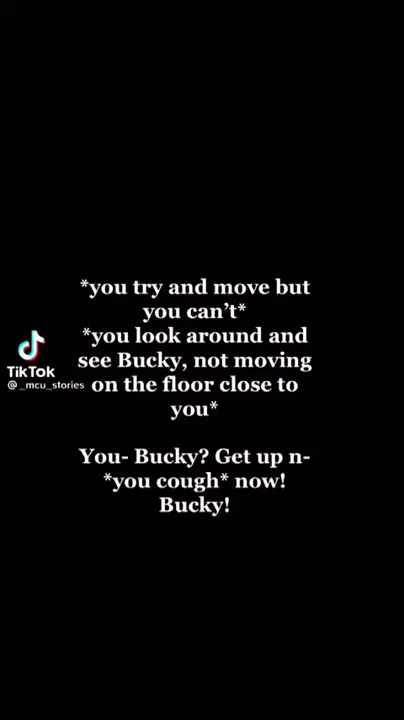 *you try and move but
you can't*
*you look around and
see Bucky, not moving
on the floor close to
you*
You- Bucky? Get up n-
*you cough* now!
Bucky!
TikTok
@_mcu_stories